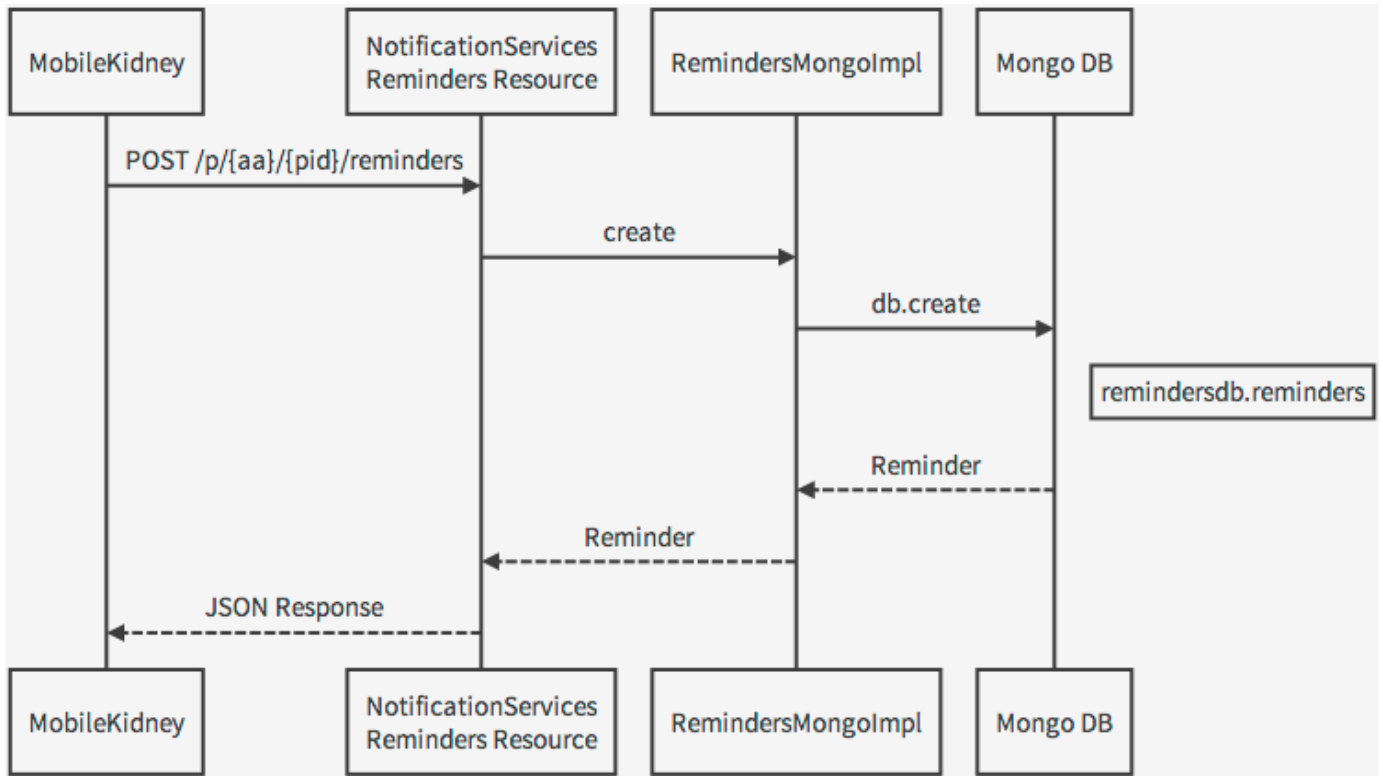 MobileKidney
NotificationServices
Reminders Resource
RemindersMongoImpl
Mongo DB
POST /p/{aa}/{pid}/reminders
create
db.create
remindersdb.reminders
Reminder
Reminder
JSON Response
MobileKidney
NotificationServices
Reminders Resource
RemindersMongoImpl
Mongo DB